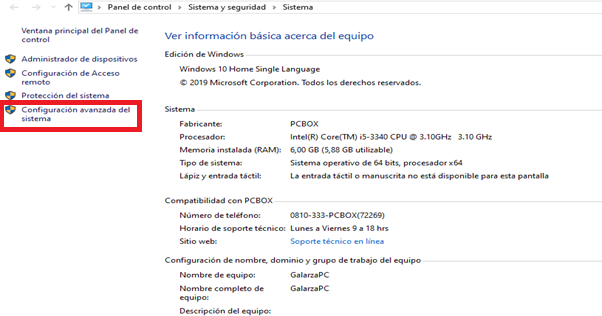 Panel de control > Sistema y seguridad > Sistema
Ventana principal del Panel de
control
Administrador de dispositivos
Configuración de Acceso
remoto
Protección del sistema
Configuración avanzada del
sistema
Ver información básica acerca del equipo
Edición de Windows
Windows 10 Home Single Language
© 2019 Microsoft Corporation. Todos los derechos reservados.
Sistema
Fabricante: PCBOX
Procesador: Intel(R) Core(TM) i5-3340 CPU @ 3.10GHz 3.10 GHz
Memoria instalada (RAM): 6,00 GB (5,88 GB utilizable)
Tipo de sistema: Sistema operativo de 64 bits, procesador x64
Lápiz y entrada táctil: La entrada táctil o manuscrita no está disponible para esta pantalla
Compatibilidad con PCBOX
Número de teléfono: 0810-333-PCBOX(72269)
Horario de soporte técnico: Lunes a Viernes 9 a 18 hrs
Sitio web: Soporte técnico en línea
Configuración de nombre, dominio y grupo de trabajo del equipo
Nombre de equipo: GalarzaPC
Nombre completo de GalarzaPC
equipo:
Descripción del equipo: